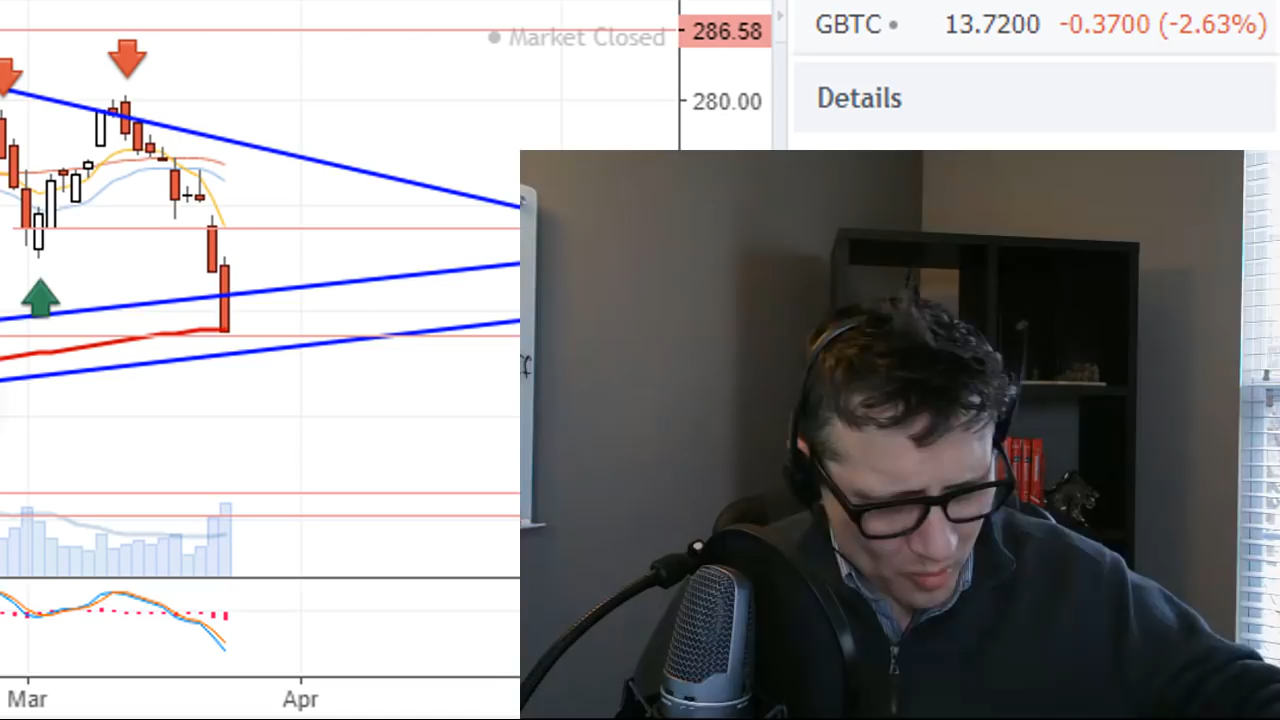 Market Closed
286.58
280.00
Mar
Apr
GBTC • 13.7200 -0.3700 (-2.63%)
Details